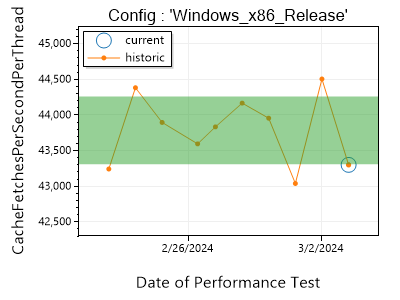 Config : 'Windows_x86_Release'
CacheFetchesPerSecondPerThread
current
historic
45,000
44,500
44,000
43,500
43,000
42,500
2/26/2024
3/2/2024
Date of Performance Test